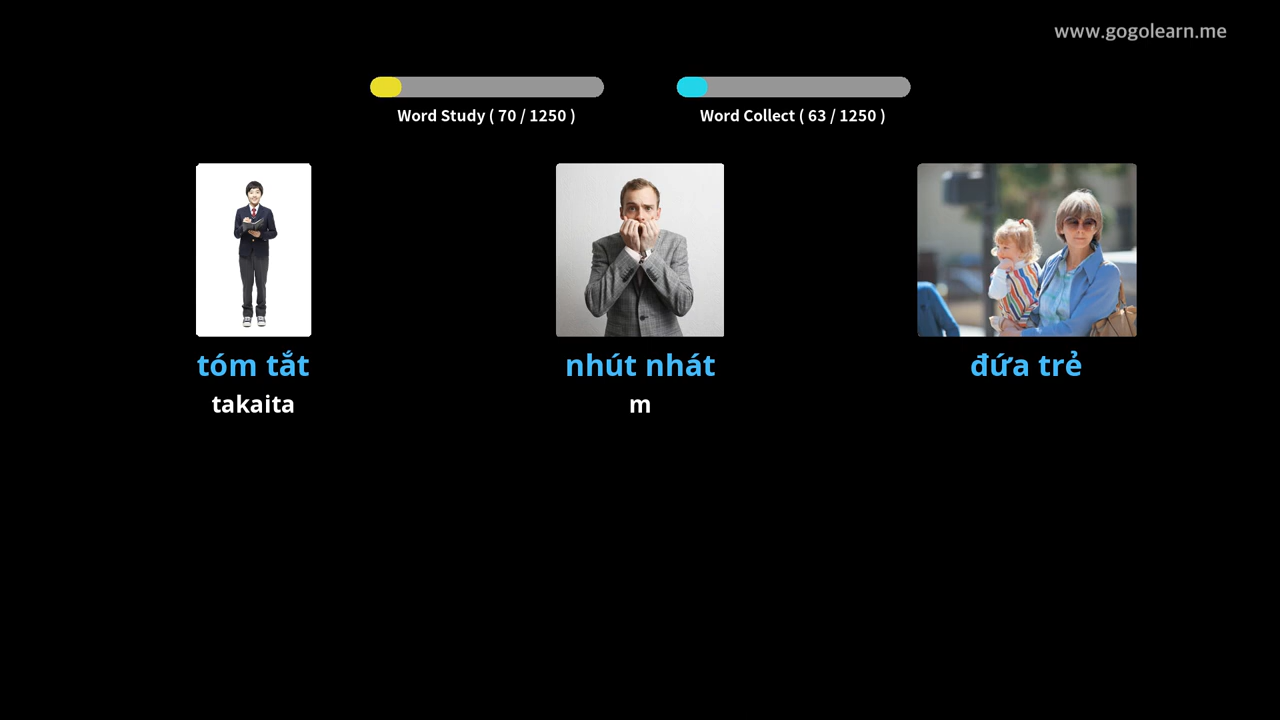 www.gogolearn.me
Word Study ( 70 / 1250 )
Word Collect ( 63 / 1250 )
tóm tắt
nhút nhát
đứa trẻ
takaita
m